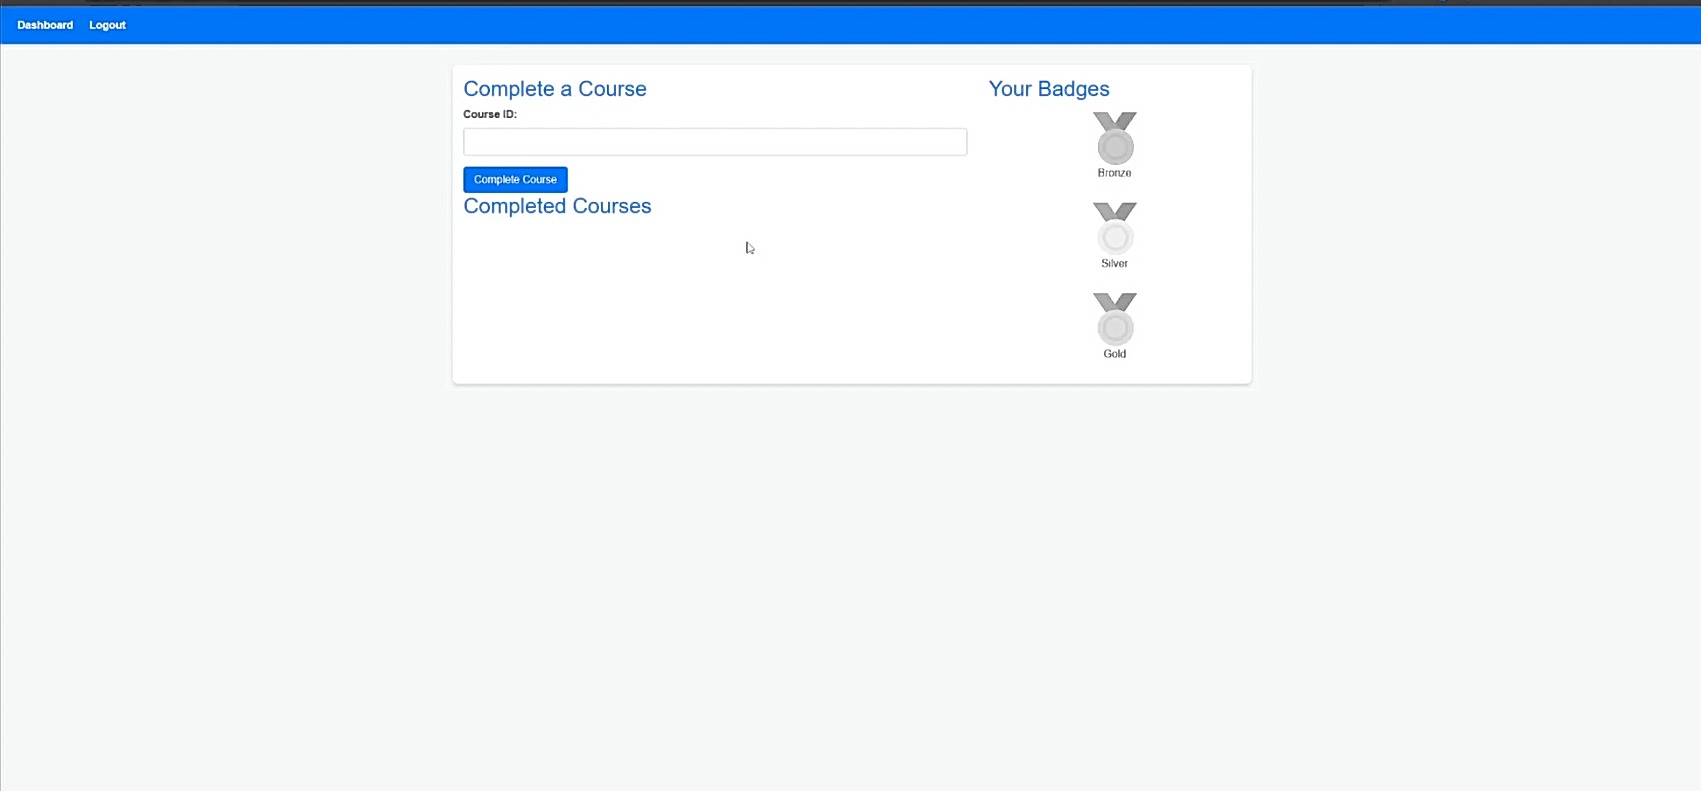 Dashboard Logout
Complete a Course
Course ID:
Complete Course
Completed Courses
Your Badges
Bronze
Silver
Gold